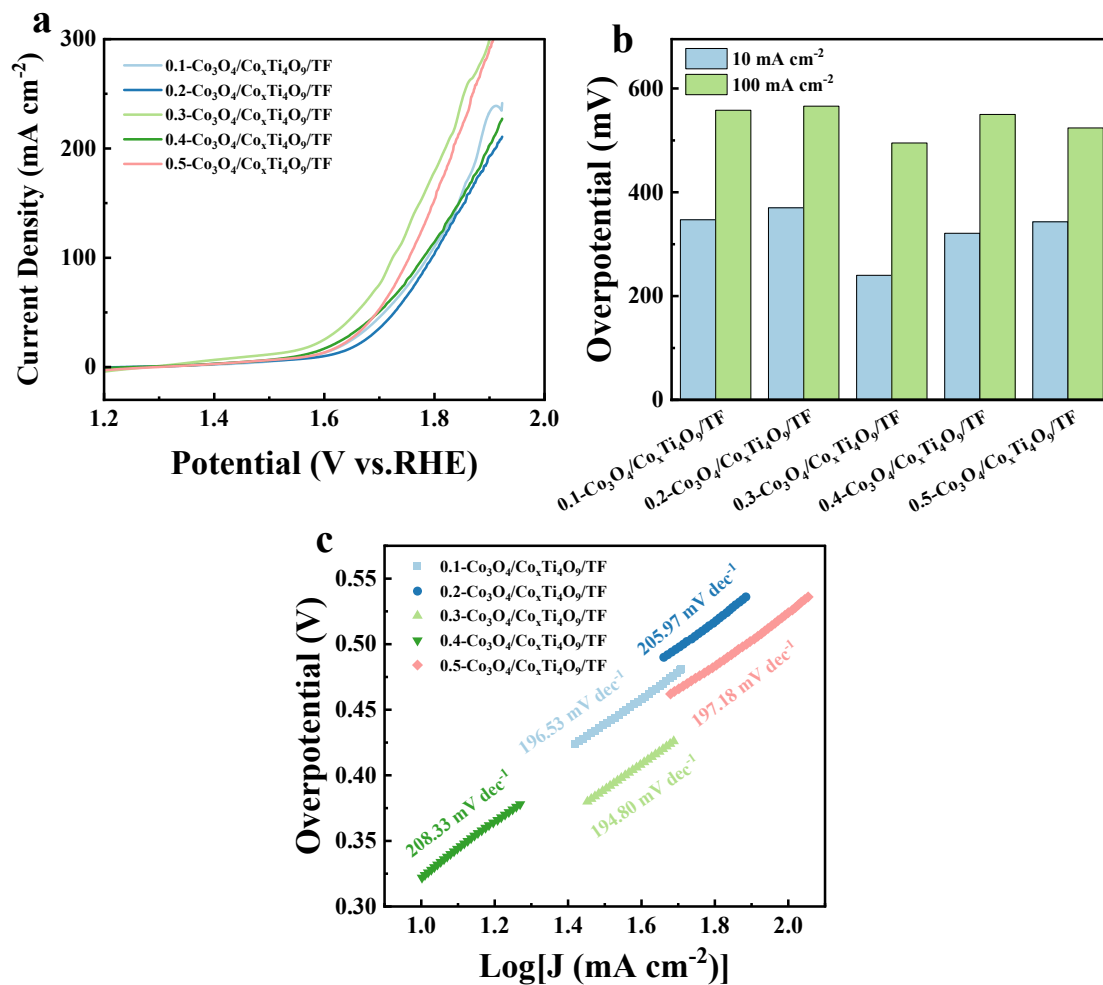 a
300
200
100
0
Current Density (mA cm⁻²)
0.1-Co₃O₄/CoₓTi₄O₉/TF
0.2-Co₃O₄/CoₓTi₄O₉/TF
0.3-Co₃O₄/CoₓTi₄O₉/TF
0.4-Co₃O₄/CoₓTi₄O₉/TF
0.5-Co₃O₄/CoₓTi₄O₉/TF
1.2 1.4 1.6 1.8 2.0
Potential (V vs.RHE)
b
10 mA cm⁻²
100 mA cm⁻²
600
400
200
0
Overpotential (mV)
0.1-Co₃O₄/CoₓTi₄O₉/TF
0.2-Co₃O₄/CoₓTi₄O₉/TF
0.3-Co₃O₄/CoₓTi₄O₉/TF
0.4-Co₃O₄/CoₓTi₄O₉/TF
0.5-Co₃O₄/CoₓTi₄O₉/TF
c
0.55
0.50
0.45
0.40
0.35
0.30
Overpotential (V)
0.1-Co₃O₄/CoₓTi₄O₉/TF
0.2-Co₃O₄/CoₓTi₄O₉/TF
0.3-Co₃O₄/CoₓTi₄O₉/TF
0.4-Co₃O₄/CoₓTi₄O₉/TF
0.5-Co₃O₄/CoₓTi₄O₉/TF
205.97 mV dec⁻¹
196.53 mV dec⁻¹
197.18 mV dec⁻¹
208.33 mV dec⁻¹
194.80 mV dec⁻¹
1.0 1.2 1.4 1.6 1.8 2.0
Log[J (mA cm⁻²)]